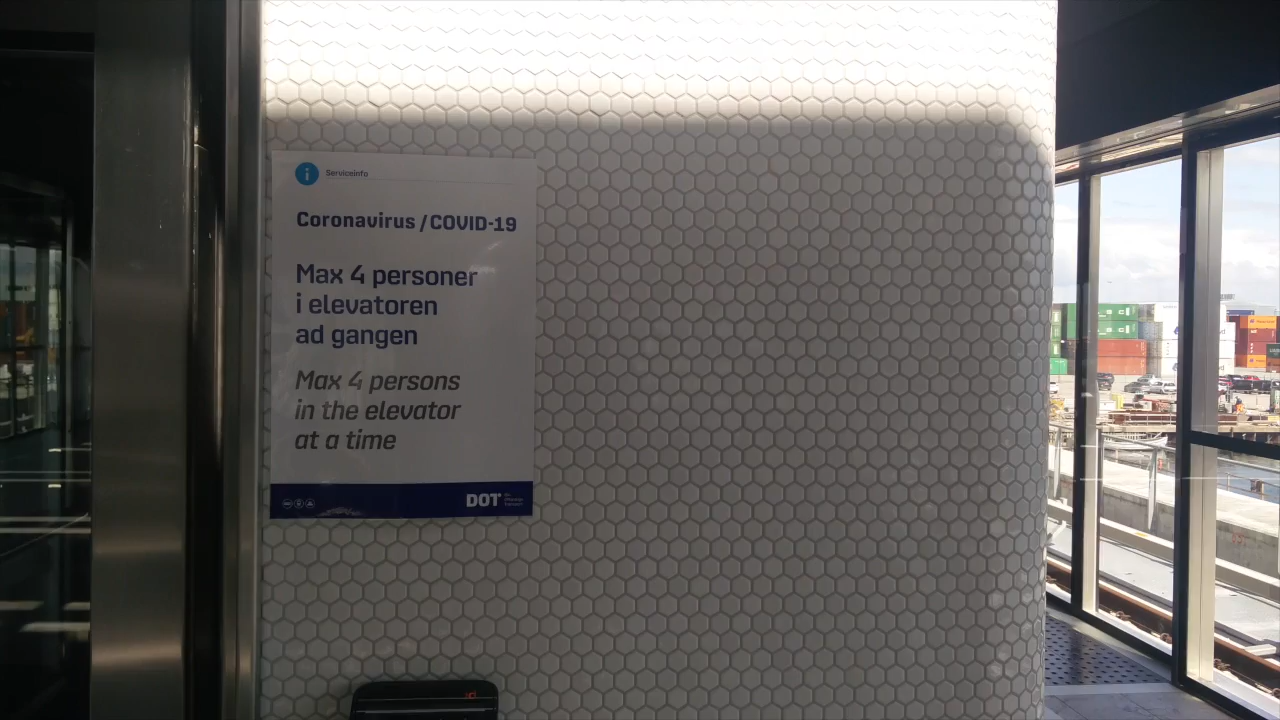 Serviceinfo
Coronavirus / COVID-19
Max 4 personer
i elevatoren
ad gangen
Max 4 persons
in the elevator
at a time
DOT